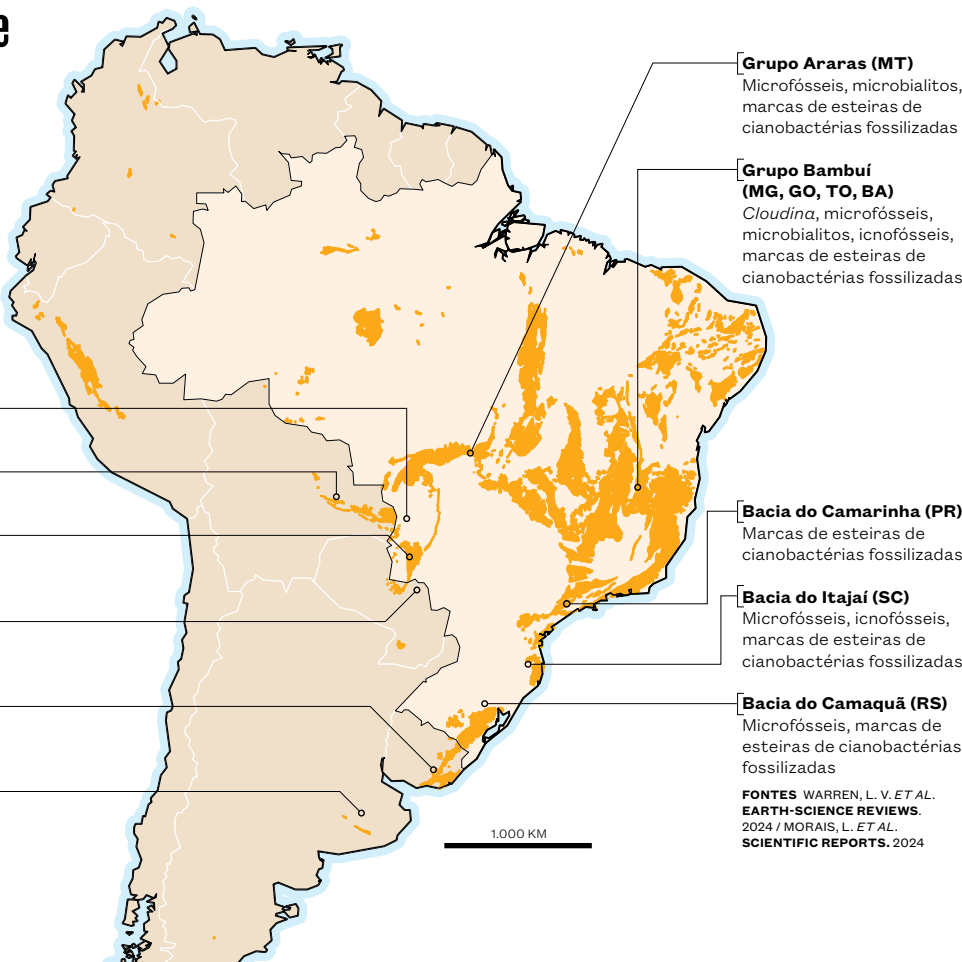 e
Grupo Araras (MT)
Microfósseis, microbialitos,
marcas de esteiras de
cianobactérias fossilizadas
Grupo Bambuí
(MG, GO, TO, BA)
Cloudina, microfósseis,
microbialitos, icnofósseis,
marcas de esteiras de
cianobactérias fossilizadas
Bacia do Camarinha (PR)
Marcas de esteiras de
cianobactérias fossilizadas
Bacia do Itajaí (SC)
Microfósseis, icnofósseis,
marcas de esteiras de
cianobactérias fossilizadas
Bacia do Camaquã (RS)
Microfósseis, marcas de
esteiras de cianobactérias
fossilizadas
FONTES WARREN, L. V. ET AL.
EARTH-SCIENCE REVIEWS.
2024 / MORAIS, L. ET AL.
SCIENTIFIC REPORTS. 2024
1.000 KM